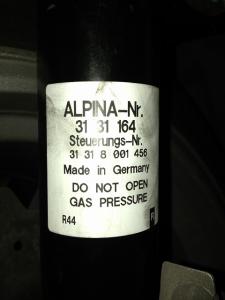 ALPINA-Nr.
31 31 164
Steuerungs-Nr.
31 31 8 001 456
Made in Germany
DO NOT OPEN
GAS PRESSURE
R44 R